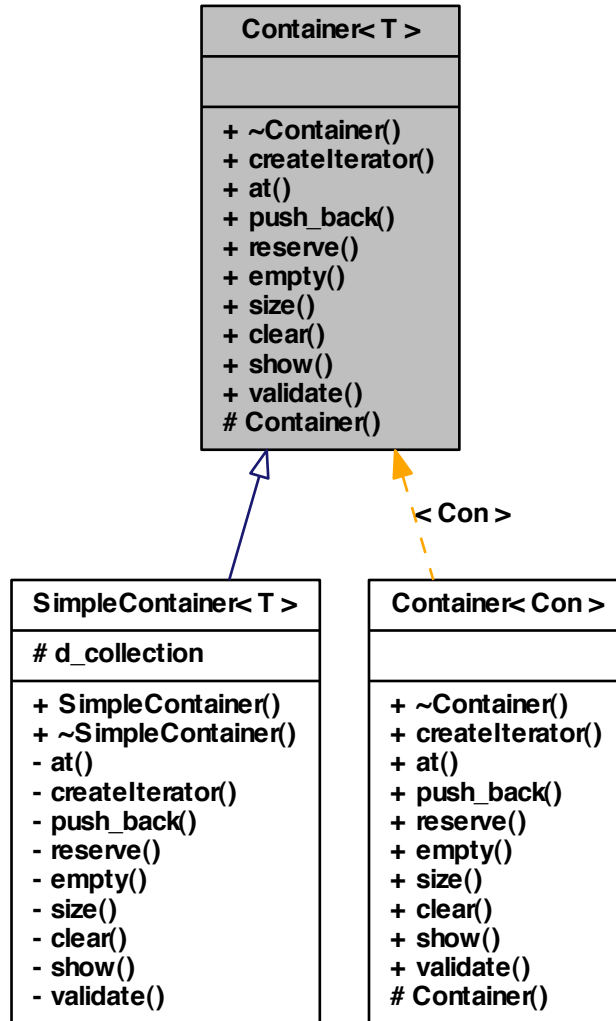 Container< T >
+ ~Container()
+ createIterator()
+ at()
+ push_back()
+ reserve()
+ empty()
+ size()
+ clear()
+ show()
+ validate()
# Container()
< Con >
SimpleContainer< T >
# d_collection
+ SimpleContainer()
+ ~SimpleContainer()
- at()
- createIterator()
- push_back()
- reserve()
- empty()
- size()
- clear()
- show()
- validate()
Container< Con >
+ ~Container()
+ createIterator()
+ at()
+ push_back()
+ reserve()
+ empty()
+ size()
+ clear()
+ show()
+ validate()
# Container()